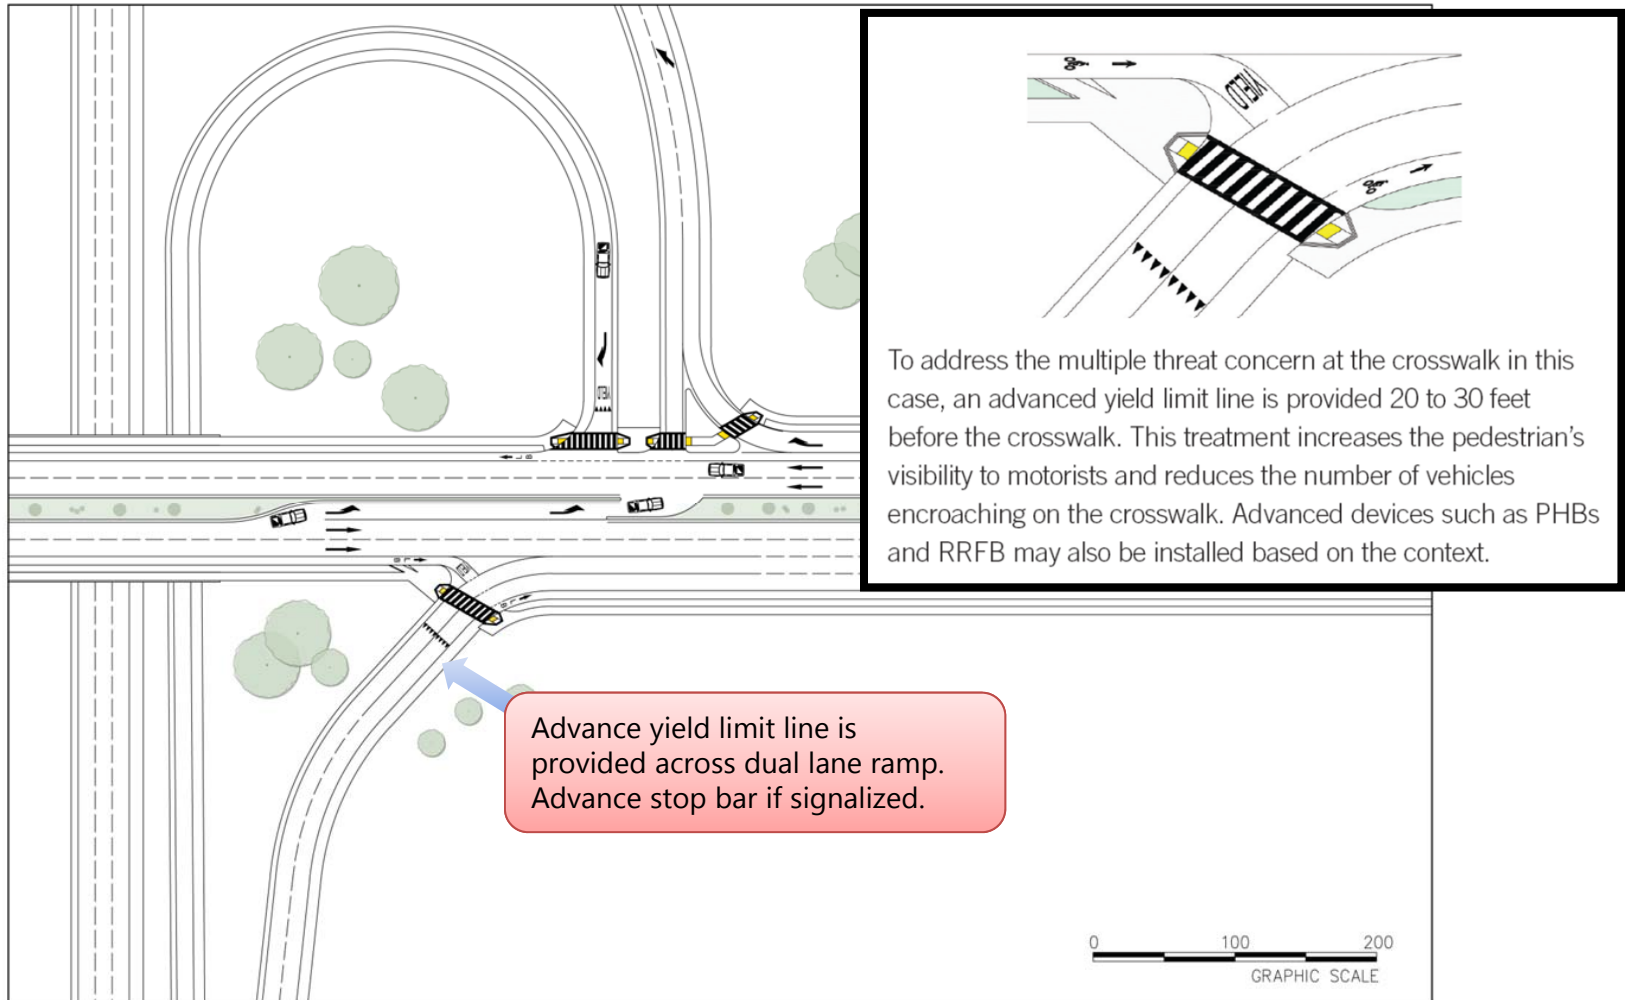 YIELD
To address the multiple threat concern at the crosswalk in this
case, an advanced yield limit line is provided 20 to 30 feet
before the crosswalk. This treatment increases the pedestrian's
visibility to motorists and reduces the number of vehicles
encroaching on the crosswalk. Advanced devices such as PHBs
and RRFB may also be installed based on the context.
Advance yield limit line is
provided across dual lane ramp.
Advance stop bar if signalized.
0 100 200
GRAPHIC SCALE